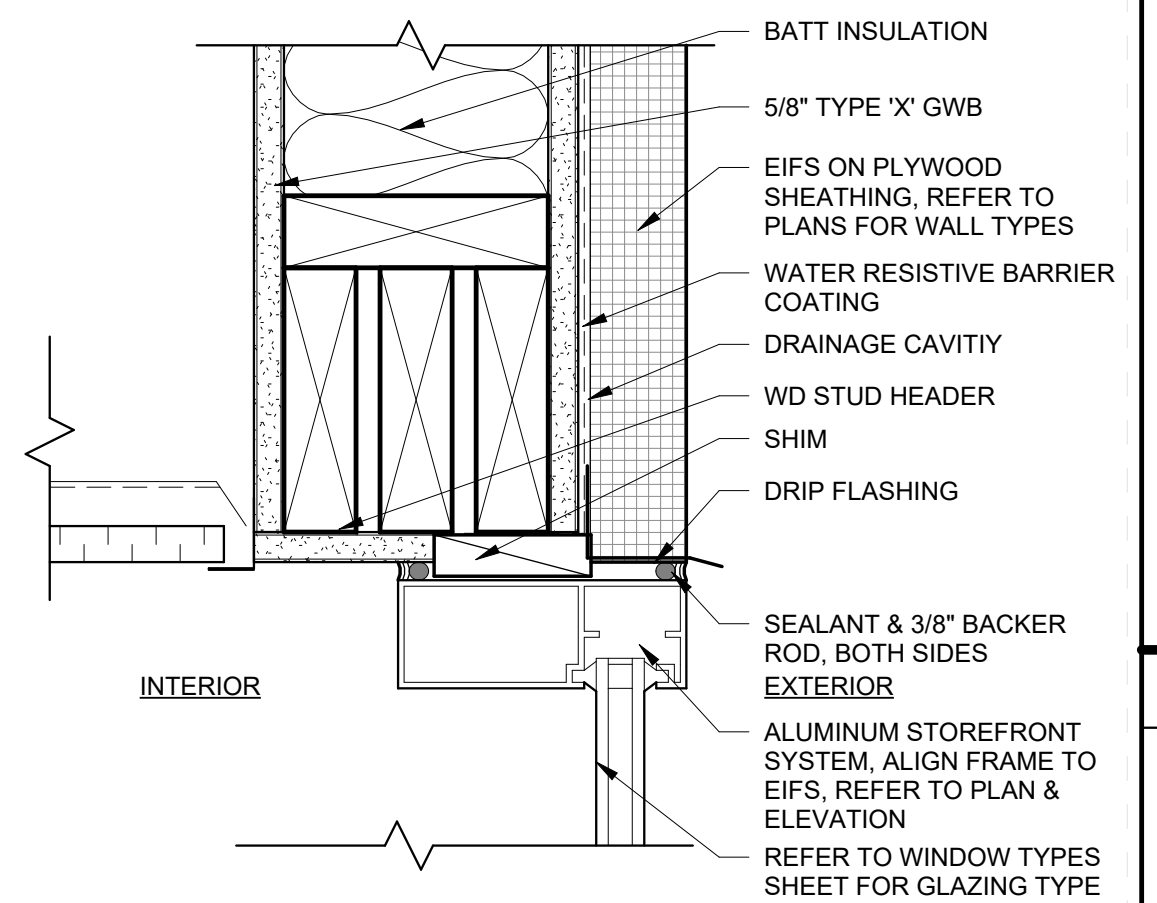 BATT INSULATION
5/8" TYPE 'X' GWB
EIFS ON PLYWOOD
SHEATHING, REFER TO
PLANS FOR WALL TYPES
WATER RESISTIVE BARRIER
COATING
DRAINAGE CAVITIY
WD STUD HEADER
SHIM
DRIP FLASHING
SEALANT & 3/8" BACKER
ROD, BOTH SIDES
INTERIOR
EXTERIOR
ALUMINUM STOREFRONT
SYSTEM, ALIGN FRAME TO
EIFS, REFER TO PLAN &
ELEVATION
REFER TO WINDOW TYPES
SHEET FOR GLAZING TYPE